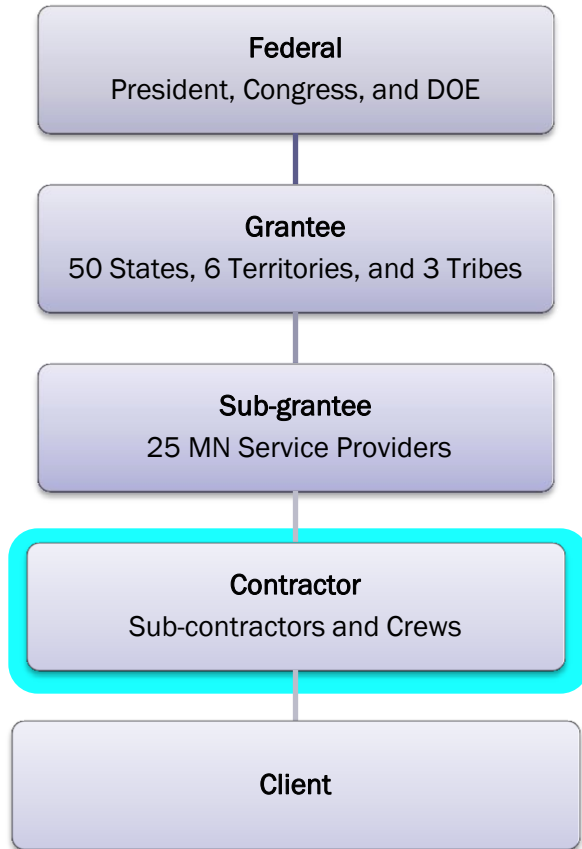 Federal
President, Congress, and DOE
Grantee
50 States, 6 Territories, and 3 Tribes
Sub-grantee
25 MN Service Providers
Contractor
Sub-contractors and Crews
Client